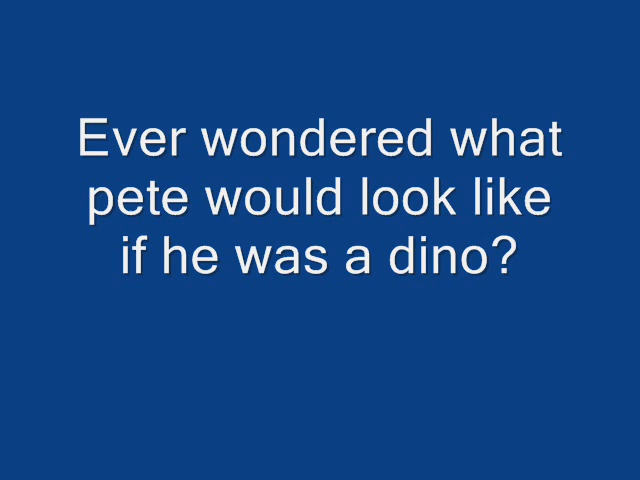 Ever wondered what
pete would look like
if he was a dino?